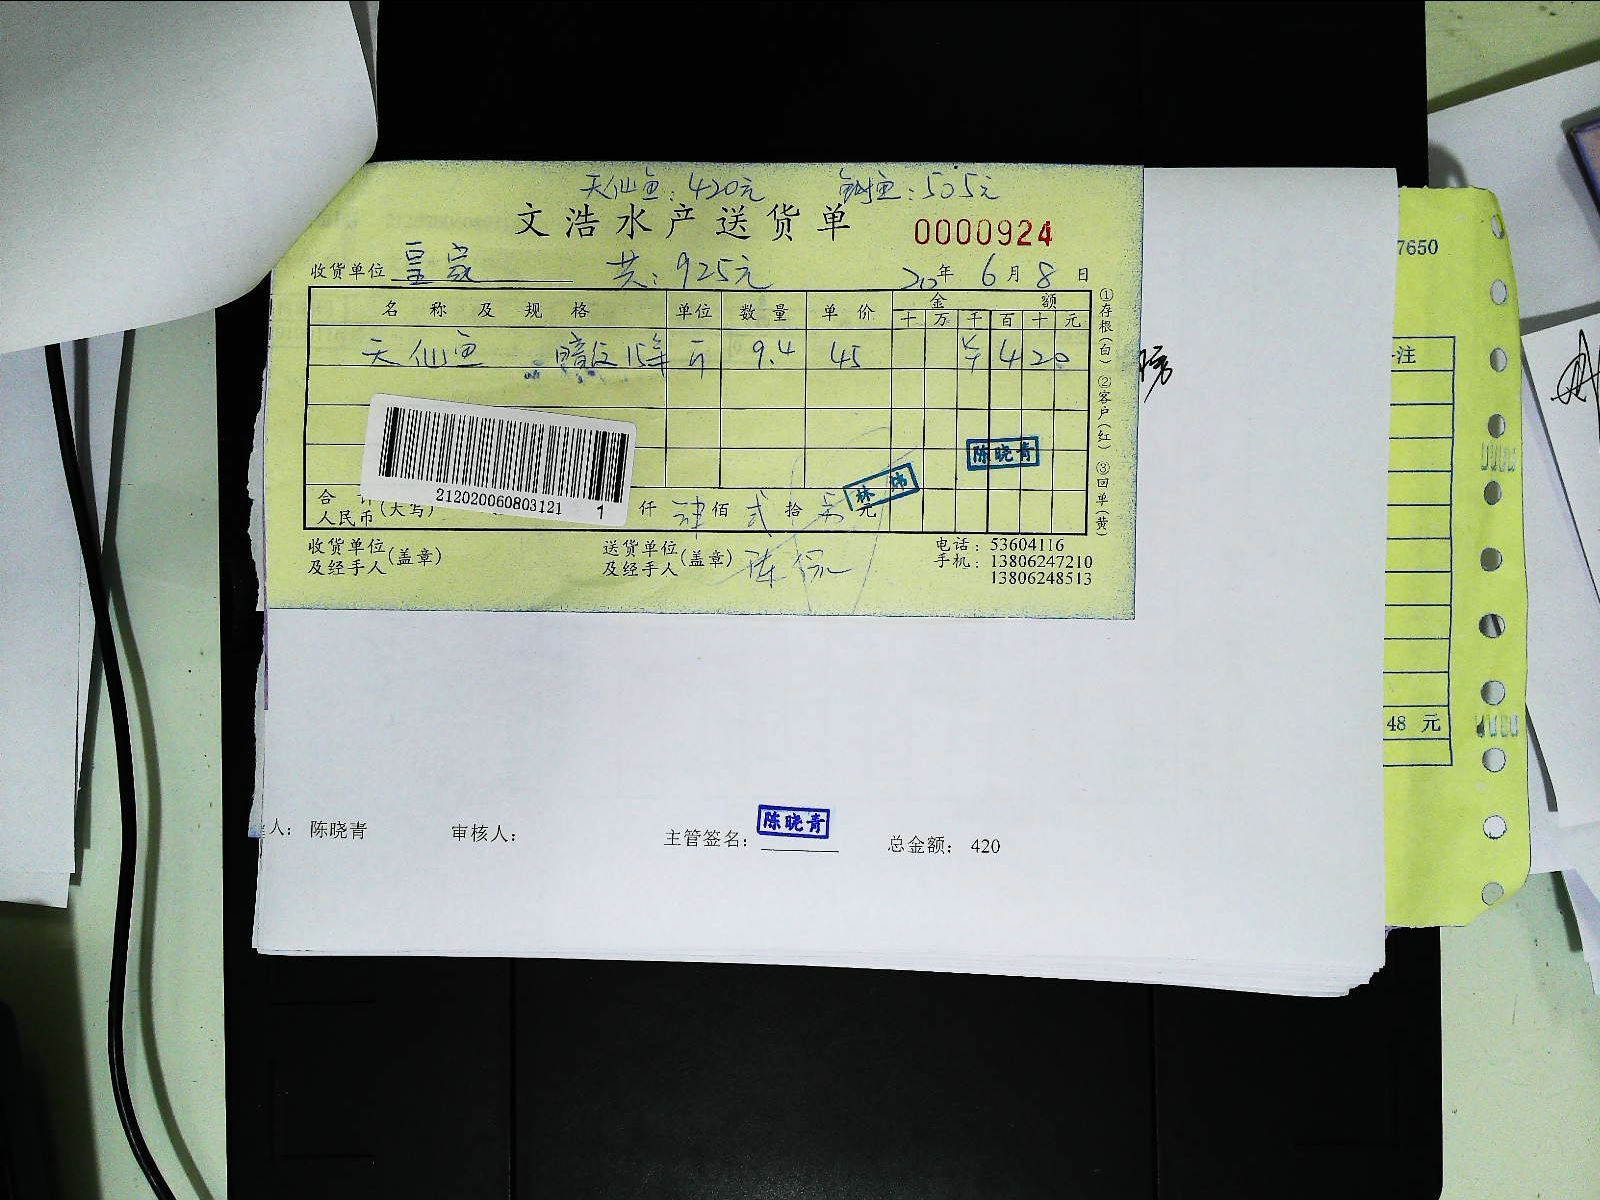 天仙鱼:420元 鲥鱼:505元
文浩水产送货单 0000924
收货单位 皇家 共:925元 20年6月8日
名称及规格 单位 数量 单价 金额
十 万 千 百 十 元
天仙鱼 15年 斤 9.4 45 ¥ 4 2 0
陈晓青
林
212020060803121 1
合计
人民币(大写) 仟 肆 佰 贰 拾 元
收货单位
及经手人(盖章)
送货单位
及经手人(盖章) 陈
电话:53604116
手机:13806247210
13806248513
①存根(白) ②客户(红) ③回单(黄)
7650
注
48 元
人: 陈晓青 审核人: 主管签名: 陈晓青 总金额: 420